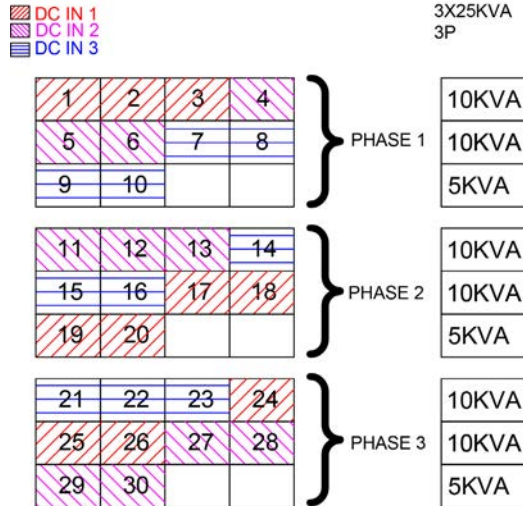 DC IN 1
DC IN 2
DC IN 3
3X25KVA
3P
1 2 3 4
5 6 7 8
9 10
PHASE 1
10KVA
10KVA
5KVA
11 12 13 14
15 16 17 18
19 20
PHASE 2
10KVA
10KVA
5KVA
21 22 23 24
25 26 27 28
29 30
PHASE 3
10KVA
10KVA
5KVA